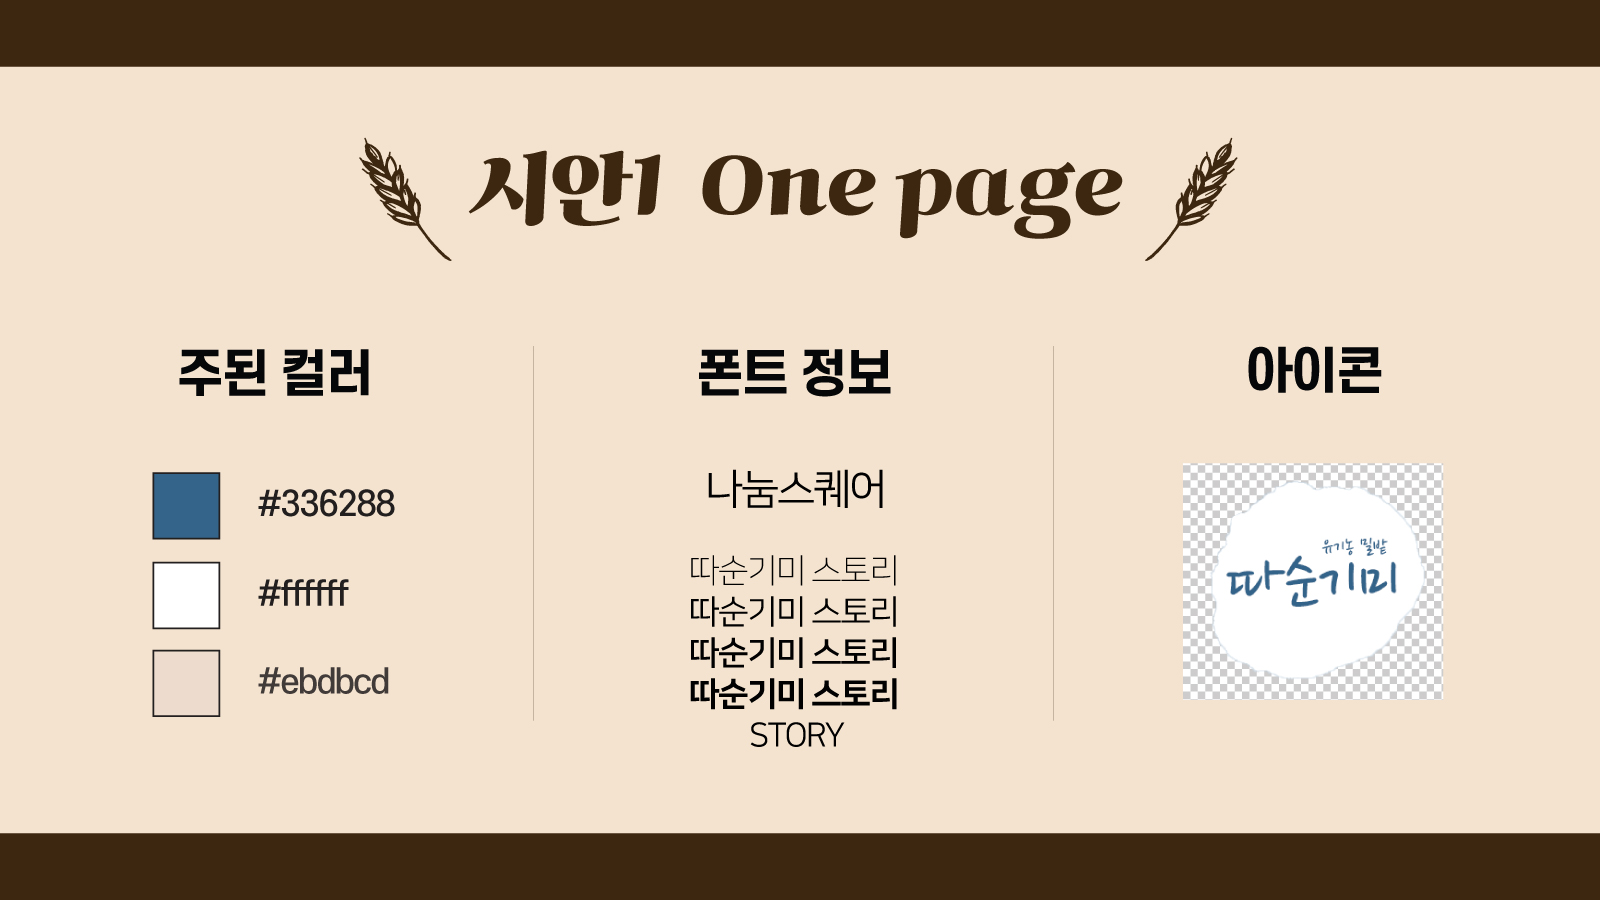 시안1 One page
주된 컬러
#336288
#ffffff
#ebdbcd
폰트 정보
나눔스퀘어
따순기미 스토리
따순기미 스토리
따순기미 스토리
따순기미 스토리
STORY
아이콘
유기농 밀밭
따순기미